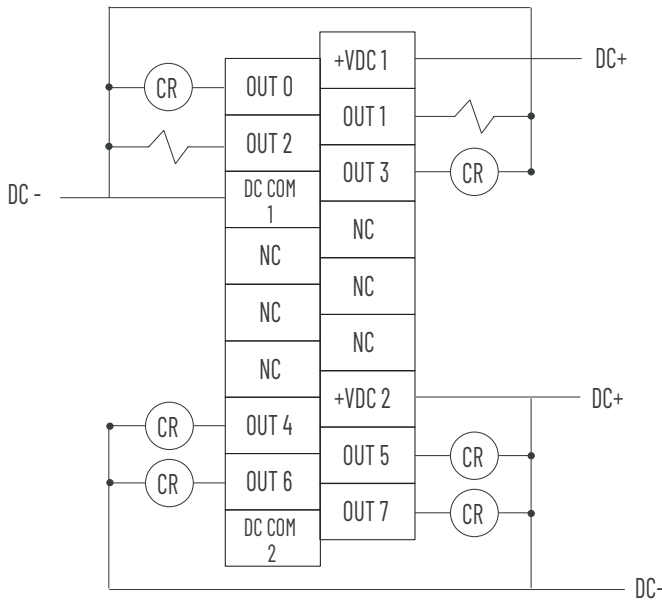 +VDC 1
DC+
CR
OUT 0
OUT 1
OUT 2
OUT 3
CR
DC -
DC COM
1
NC
NC
NC
NC
NC
NC
+VDC 2
DC+
CR
OUT 4
OUT 5
CR
CR
OUT 6
OUT 7
CR
DC COM
2
DC-